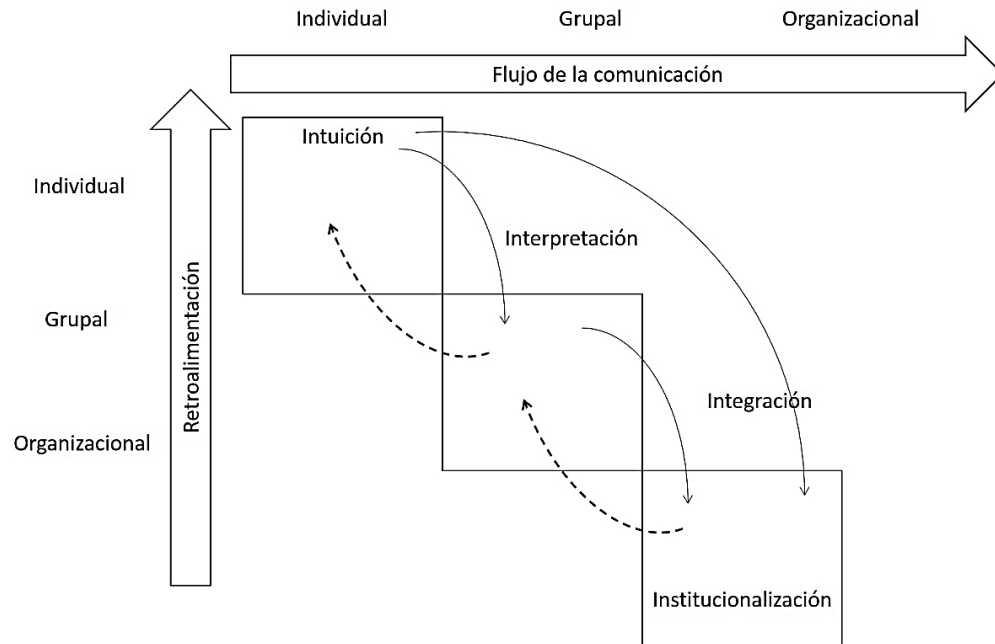 Individual Grupal Organizacional
Flujo de la comunicación
Intuición
Individual
Interpretación
Retroalimentación
Grupal
Integración
Organizacional
Institucionalización